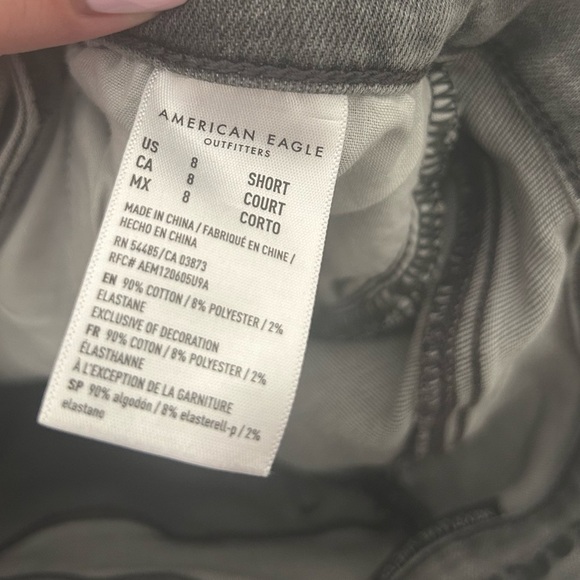 AMERICAN EAGLE
OUTFITTERS
US 8 SHORT
CA 8 COURT
MX 8 CORTO
MADE IN CHINA / FABRIQUÉ EN CHINE /
HECHO EN CHINA
RN 54485/CA 03873
RFC# AEM120605U9A
EN 90% COTTON / 8% POLYESTER / 2%
ELASTANE
EXCLUSIVE OF DECORATION
FR 90% COTON / 8% POLYESTER / 2%
ÉLASTHANNE
À L'EXCEPTION DE LA GARNITURE
SP 90% algodón / 8% elasterell-p / 2%
elastano